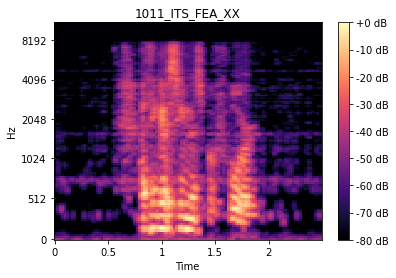 1011_ITS_FEA_XX
+0 dB
8192
-10 dB
4096
-20 dB
-30 dB
2048
Hz
-40 dB
1024
-50 dB
512
-60 dB
-70 dB
0
-80 dB
0 0.5 1 1.5 2
Time